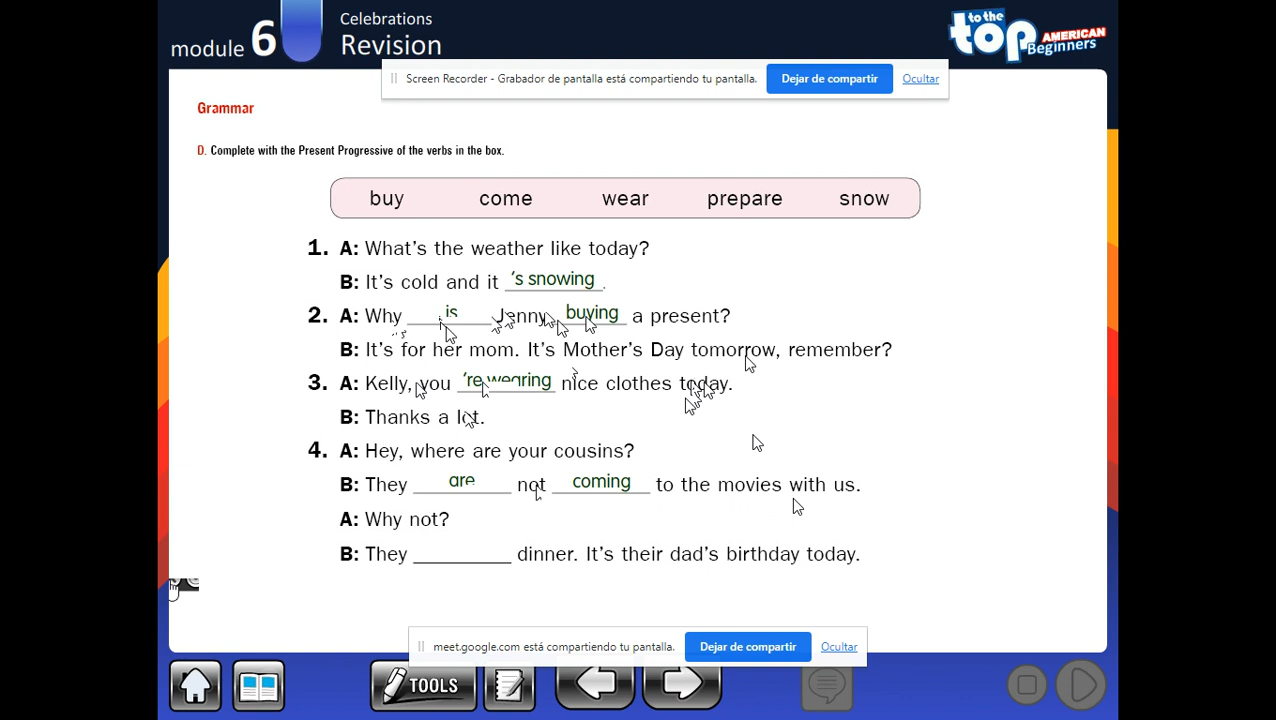 module 6
Celebrations
Revision
to the top AMERICAN Beginners
Screen Recorder - Grabador de pantalla está compartiendo tu pantalla. Dejar de compartir Ocultar
Grammar
D. Complete with the Present Progressive of the verbs in the box.
buy come wear prepare snow
1. A: What's the weather like today?
B: It's cold and it 's snowing.
2. A: Why is Jenny buying a present?
B: It's for her mom. It's Mother's Day tomorrow, remember?
3. A: Kelly, you 're wearing nice clothes today.
B: Thanks a lot.
4. A: Hey, where are your cousins?
B: They are not coming to the movies with us.
A: Why not?
B: They __________ dinner. It's their dad's birthday today.
meet.google.com está compartiendo tu pantalla. Dejar de compartir Ocultar
TOOLS